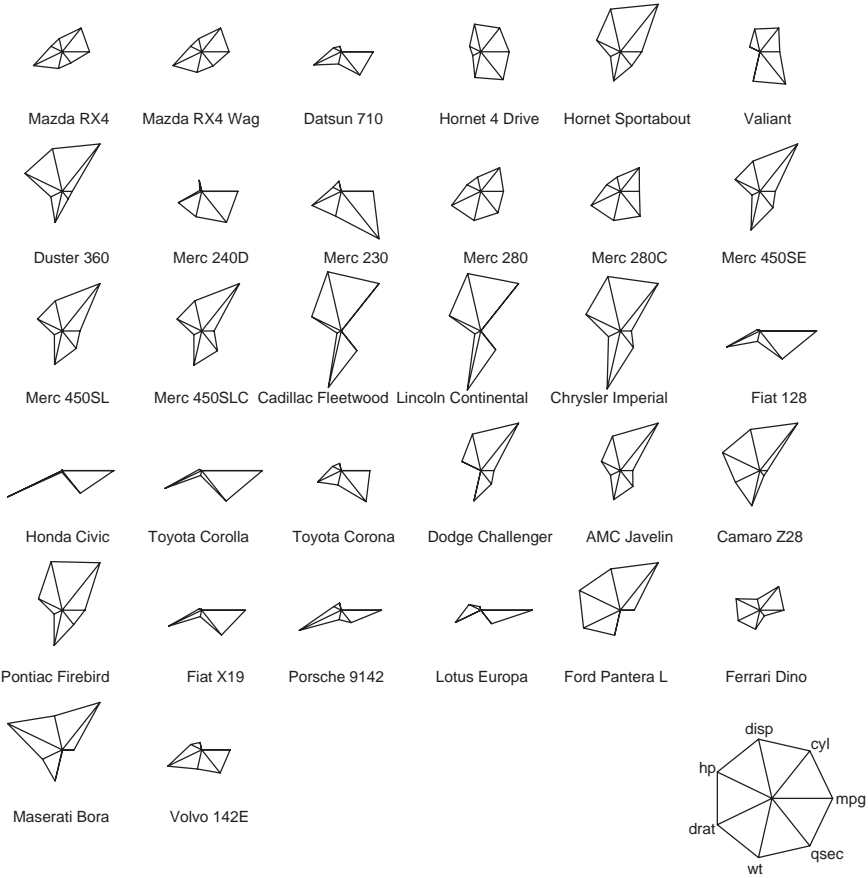 Mazda RX4
Mazda RX4 Wag
Datsun 710
Hornet 4 Drive
Hornet Sportabout
Valiant
Duster 360
Merc 240D
Merc 230
Merc 280
Merc 280C
Merc 450SE
Merc 450SL
Merc 450SLC
Cadillac Fleetwood
Lincoln Continental
Chrysler Imperial
Fiat 128
Honda Civic
Toyota Corolla
Toyota Corona
Dodge Challenger
AMC Javelin
Camaro Z28
Pontiac Firebird
Fiat X19
Porsche 9142
Lotus Europa
Ford Pantera L
Ferrari Dino
Maserati Bora
Volvo 142E
disp
cyl
hp
mpg
drat
qsec
wt